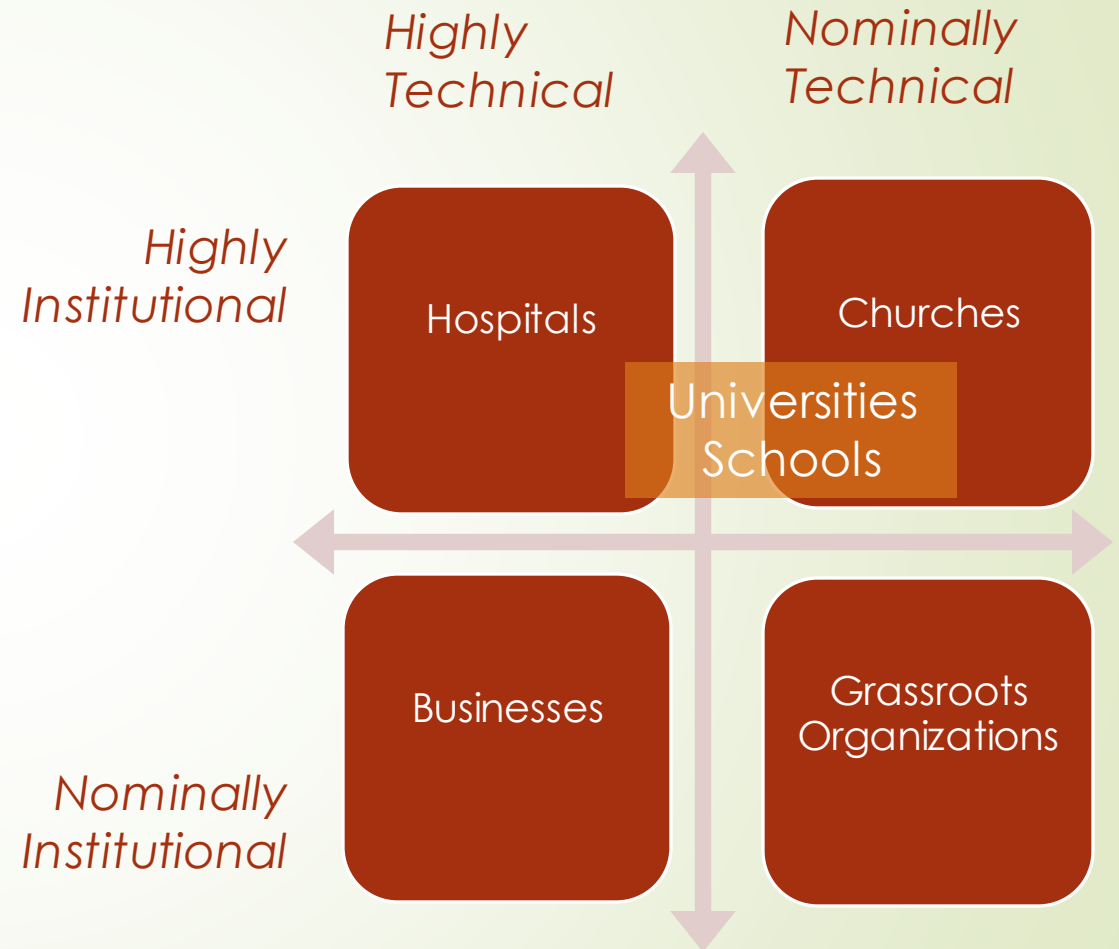 Highly
Technical
Nominally
Technical
Highly
Institutional
Hospitals
Churches
Universities
Schools
Businesses
Grassroots
Organizations
Nominally
Institutional